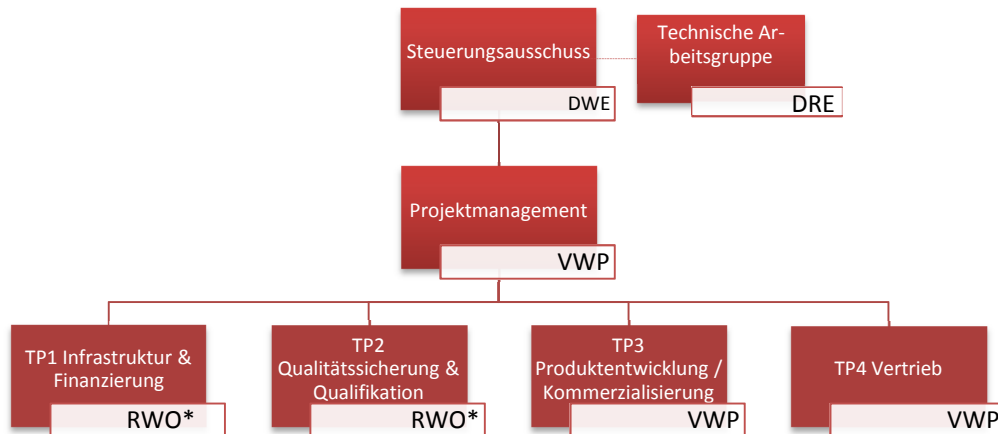 Steuerungsausschuss
DWE
Technische Ar-
beitsgruppe
DRE
Projektmanagement
VWP
TP1 Infrastruktur &
Finanzierung
RWO*
TP2
Qualitätssicherung &
Qualifikation
RWO*
TP3
Produktentwicklung /
Kommerzialisierung
VWP
TP4 Vertrieb
VWP